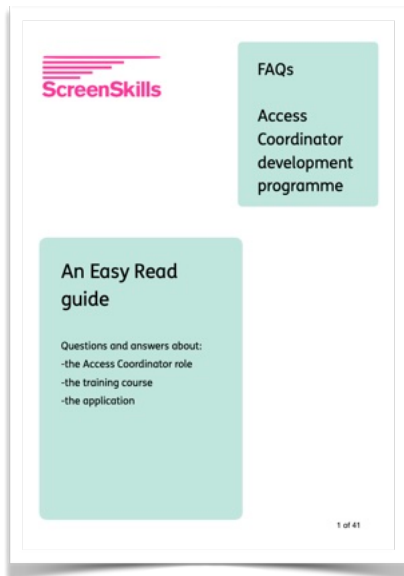 ScreenSkills
FAQs
Access
Coordinator
development
programme
An Easy Read
guide
Questions and answers about:
-the Access Coordinator role
-the training course
-the application
1 of 41